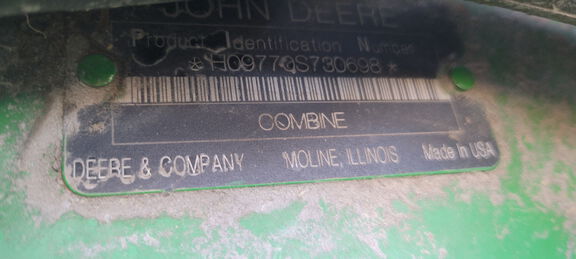 JOHN DEERE
Product Identification Number
*H09770S730698*
COMBINE
DEERE & COMPANY MOLINE, ILLINOIS Made in USA